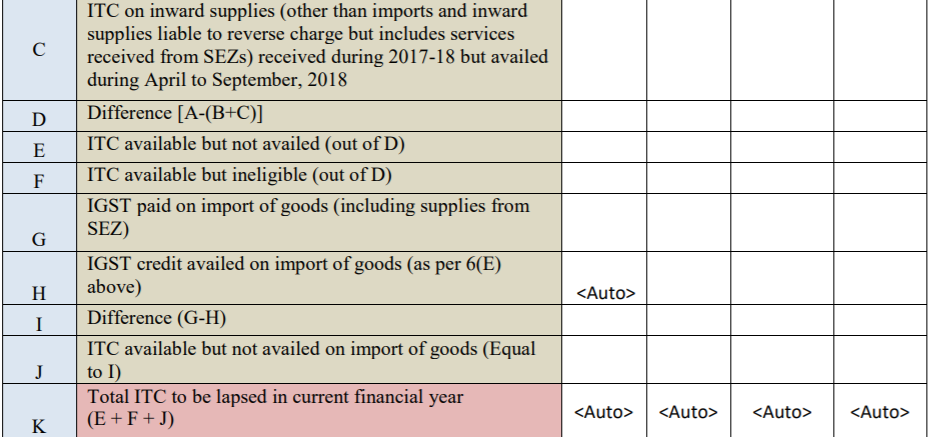 ITC on inward supplies (other than imports and inward
supplies liable to reverse charge but includes services
C
received from SEZs) received during 2017-18 but availed
during April to September, 2018
D Difference [A-(B+C)]
E ITC available but not availed (out of D)
F ITC available but ineligible (out of D)
IGST paid on import of goods (including supplies from
SEZ)
G
IGST credit availed on import of goods (as per 6(E)
above)
H <Auto>
I Difference (G-H)
ITC available but not availed on import of goods (Equal
J to I)
Total ITC to be lapsed in current financial year
K (E + F + J) <Auto> <Auto> <Auto> <Auto>